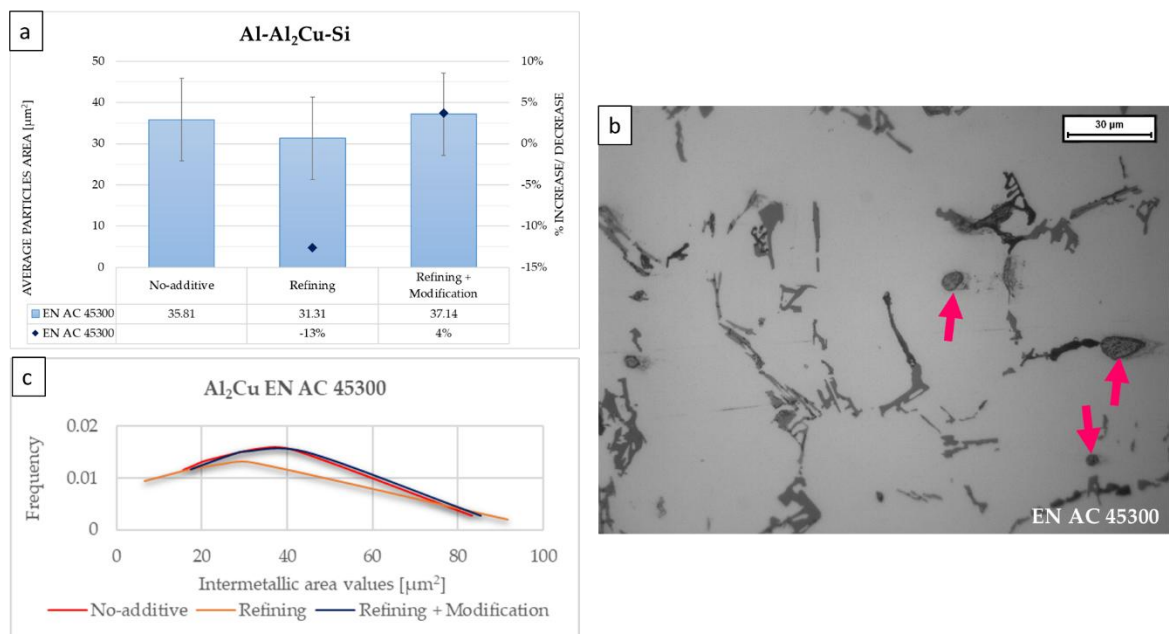 a
Al-Al₂Cu-Si
AVERAGE PARTICLES AREA [µm²]
50
40
30
20
10
0
10%
5%
0%
-5%
-10%
-15%
% INCREASE/ DECREASE
No-additive
Refining
Refining +
Modification
EN AC 45300 35.81 31.31 37.14
EN AC 45300 -13% 4%
b
30 µm
EN AC 45300
c
Al₂Cu EN AC 45300
Frequency
0.02
0.01
0
0 20 40 60 80 100
Intermetallic area values [µm²]
No-additive Refining Refining + Modification